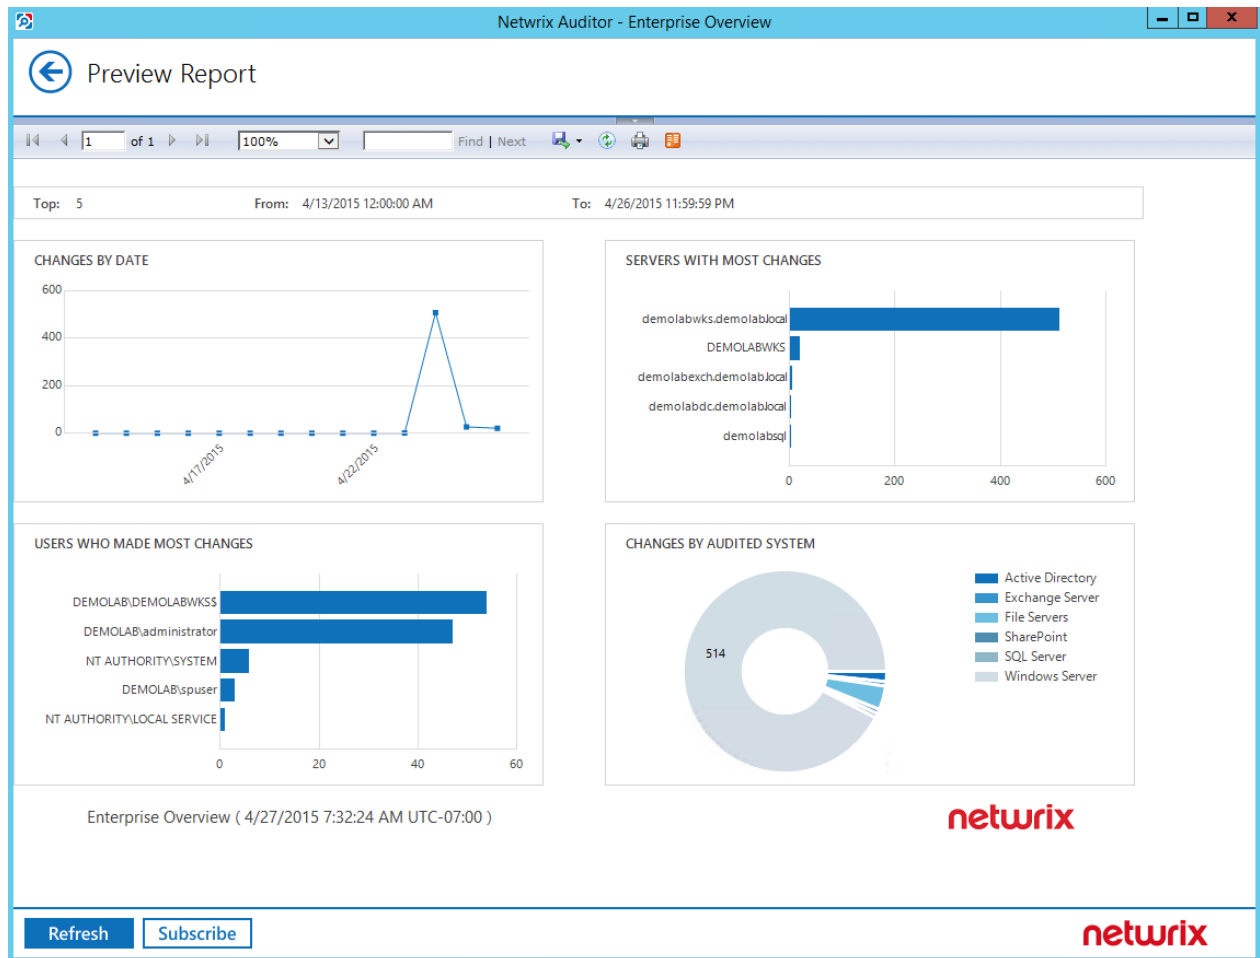 Netwrix Auditor - Enterprise Overview
Preview Report
1 of 1 100% Find | Next
Top: 5 From: 4/13/2015 12:00:00 AM To: 4/26/2015 11:59:59 PM
CHANGES BY DATE
600
400
200
0
4/17/2015
4/22/2015
SERVERS WITH MOST CHANGES
demolabwks.demolab.local
DEMOLABWKS
demolabexch.demolab.local
demolabdc.demolab.local
demolabsql
0 200 400 600
USERS WHO MADE MOST CHANGES
DEMOLAB\DEMOLABWKS$
DEMOLAB\administrator
NT AUTHORITY\SYSTEM
DEMOLAB\spuser
NT AUTHORITY\LOCAL SERVICE
0 20 40 60
CHANGES BY AUDITED SYSTEM
514
Active Directory
Exchange Server
File Servers
SharePoint
SQL Server
Windows Server
Enterprise Overview ( 4/27/2015 7:32:24 AM UTC-07:00 )
netwrix
Refresh Subscribe
netwrix